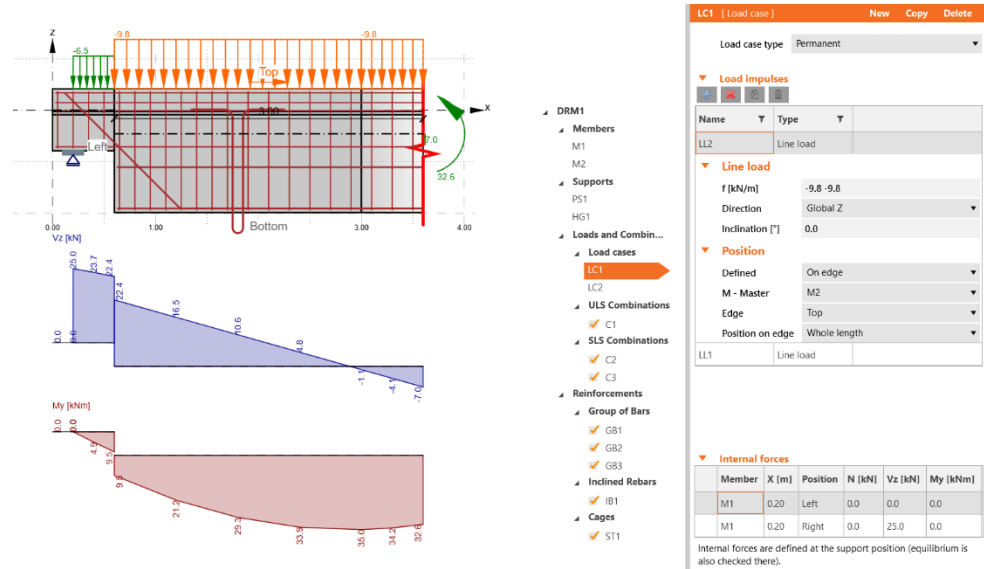 z
-9.8
-9.8
-6.5
Top
x
3.00
Left
7.0
32.6
Bottom
0.00
1.00
2.00
3.00
4.00
Vz [kN]
0.0
0.0
25.0
23.7
22.4
22.4
16.5
10.6
4.8
-1.1
-4.1
-7.0
My [kNm]
0.0
0.0
4.9
9.5
9.5
21.2
29.3
33.9
35.0
34.2
32.6
DRM1
Members
M1
M2
Supports
PS1
HG1
Loads and Combin...
Load cases
LC1
LC2
ULS Combinations
C1
SLS Combinations
C2
C3
Reinforcements
Group of Bars
GB1
GB2
GB3
Inclined Rebars
IB1
Cages
ST1
LC1 [ Load case ] New Copy Delete
Load case type Permanent
Load impulses
Name Type
LL2 Line load
Line load
f [kN/m] -9.8 -9.8
Direction Global Z
Inclination [°] 0.0
Position
Defined On edge
M - Master M2
Edge Top
Position on edge Whole length
LL1 Line load
Internal forces
Member X [m] Position N [kN] Vz [kN] My [kNm]
M1 0.20 Left 0.0 0.0 0.0
M1 0.20 Right 0.0 25.0 0.0
Internal forces are defined at the support position (equilibrium is
also checked there).